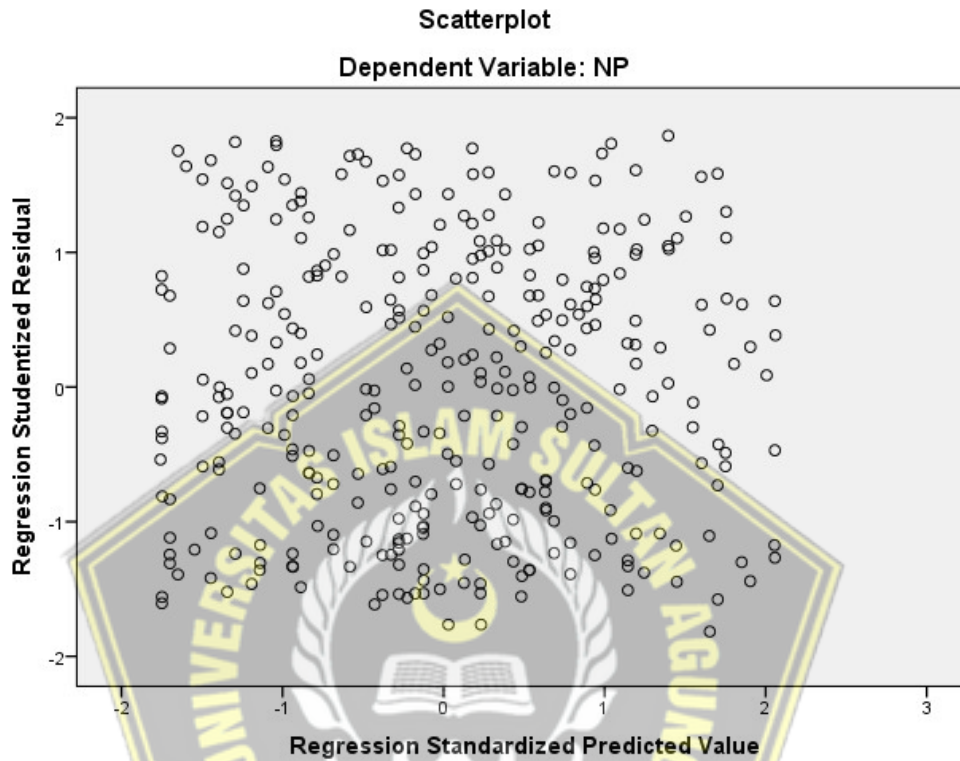 Scatterplot
Dependent Variable: NP
Regression Studentized Residual
2
1
0
-1
-2
-2 -1 0 1 2 3
Regression Standardized Predicted Value
UNIVERSITAS ISLAM SULTAN AGUNG